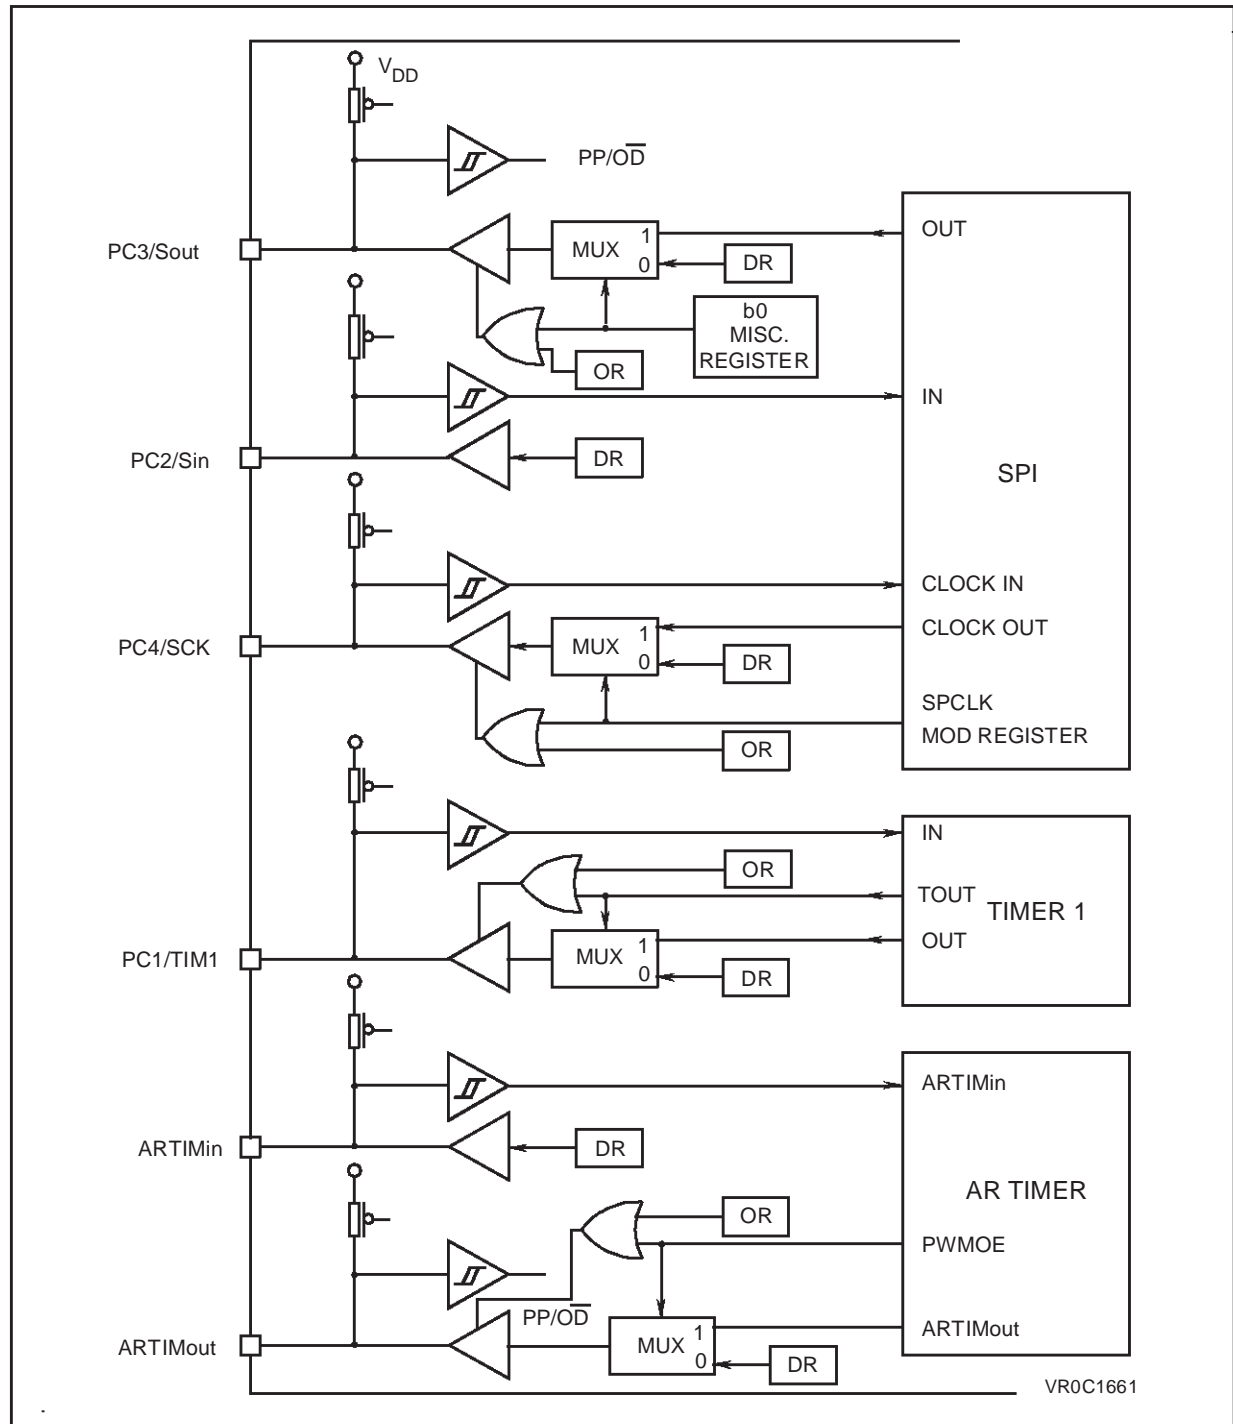 VDD
PP/OD̅
PC3/Sout
MUX
1
0
OUT
DR
b0
MISC.
REGISTER
OR
IN
PC2/Sin
DR
SPI
CLOCK IN
PC4/SCK
MUX
1
0
CLOCK OUT
DR
SPCLK
MOD REGISTER
OR
IN
OR
TOUT
TIMER 1
PC1/TIM1
MUX
1
0
OUT
DR
ARTIMin
ARTIMin
DR
AR TIMER
OR
PWMOE
PP/OD̅
ARTIMout
MUX
1
0
ARTIMout
DR
VR0C1661